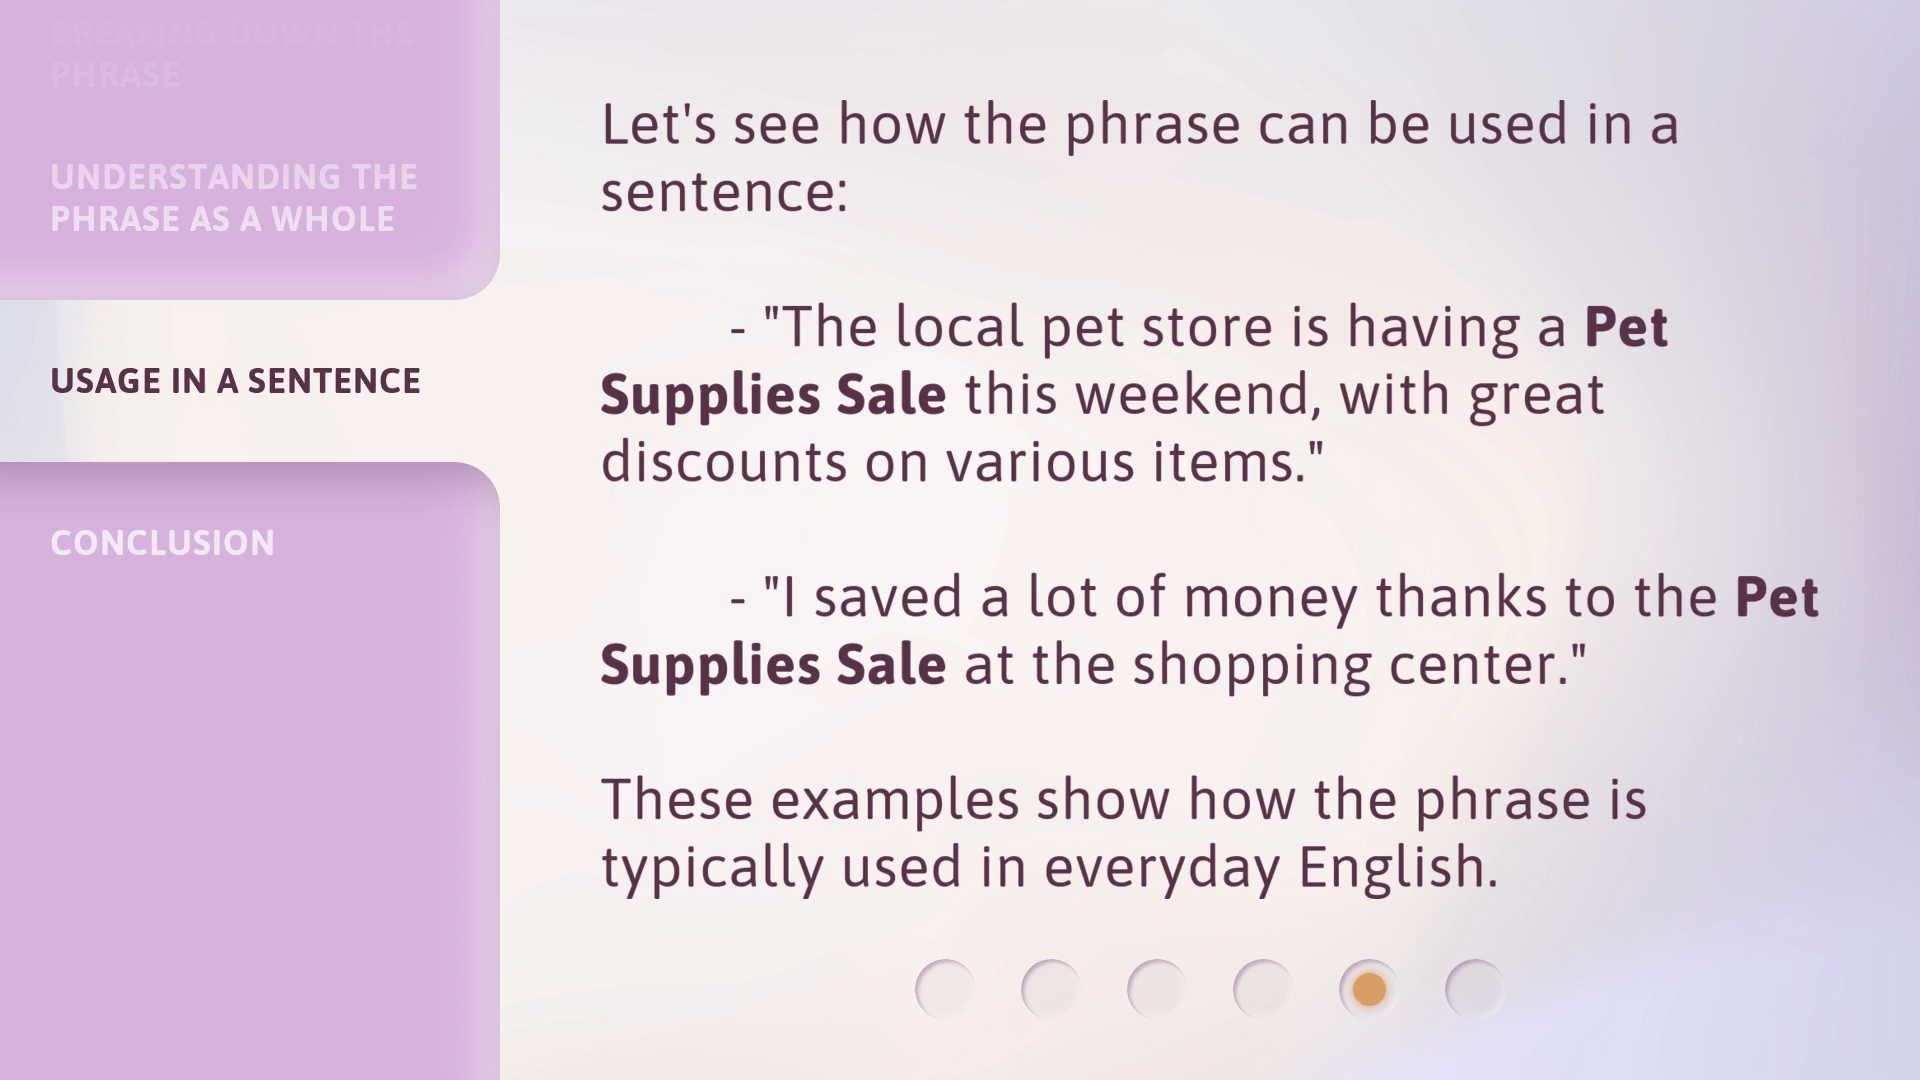 BREAKING DOWN THE
PHRASE
UNDERSTANDING THE
PHRASE AS A WHOLE
USAGE IN A SENTENCE
CONCLUSION
Let's see how the phrase can be used in a
sentence:
- "The local pet store is having a Pet
Supplies Sale this weekend, with great
discounts on various items."
- "I saved a lot of money thanks to the Pet
Supplies Sale at the shopping center."
These examples show how the phrase is
typically used in everyday English.